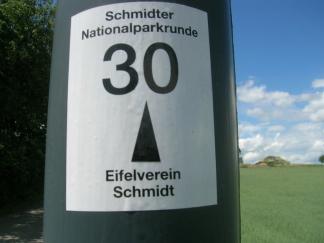 Schmidter
Nationalparkrunde
30
Eifelverein
Schmidt